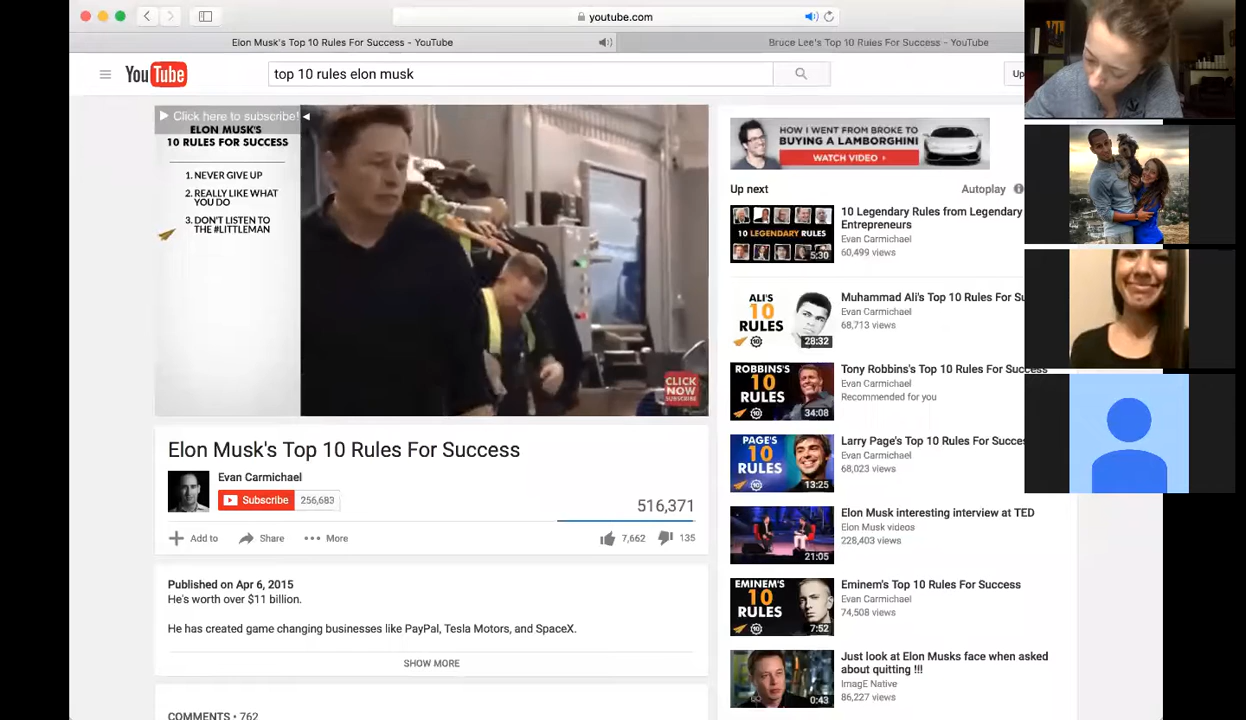 youtube.com
Elon Musk's Top 10 Rules For Success - YouTube
Bruce Lee's Top 10 Rules For Success - YouTube
YouTube
top 10 rules elon musk
Up
Click here to subscribe!
ELON MUSK'S
10 RULES FOR SUCCESS
1. NEVER GIVE UP
2. REALLY LIKE WHAT
YOU DO
3. DON'T LISTEN TO
THE #LITTLEMAN
CLICK
NOW
SUBSCRIBE
Elon Musk's Top 10 Rules For Success
Evan Carmichael
Subscribe 256,683
516,371
Add to Share More
7,662 135
Published on Apr 6, 2015
He's worth over $11 billion.
He has created game changing businesses like PayPal, Tesla Motors, and SpaceX.
SHOW MORE
COMMENTS • 762
HOW I WENT FROM BROKE TO
BUYING A LAMBORGHINI
WATCH VIDEO
Up next
Autoplay
10 LEGENDARY RULES
5:30
10 Legendary Rules from Legendary
Entrepreneurs
Evan Carmichael
60,499 views
ALI'S
10
RULES
28:32
Muhammad Ali's Top 10 Rules For Su
Evan Carmichael
68,713 views
ROBBINS'S
10
RULES
34:08
Tony Robbins's Top 10 Rules For Success
Evan Carmichael
Recommended for you
PAGE'S
10
RULES
13:25
Larry Page's Top 10 Rules For Succes
Evan Carmichael
68,023 views
21:05
Elon Musk interesting interview at TED
Elon Musk videos
228,403 views
EMINEM'S
10
RULES
7:52
Eminem's Top 10 Rules For Success
Evan Carmichael
74,508 views
0:43
Just look at Elon Musks face when asked
about quitting !!!
ImagE Native
86,227 views